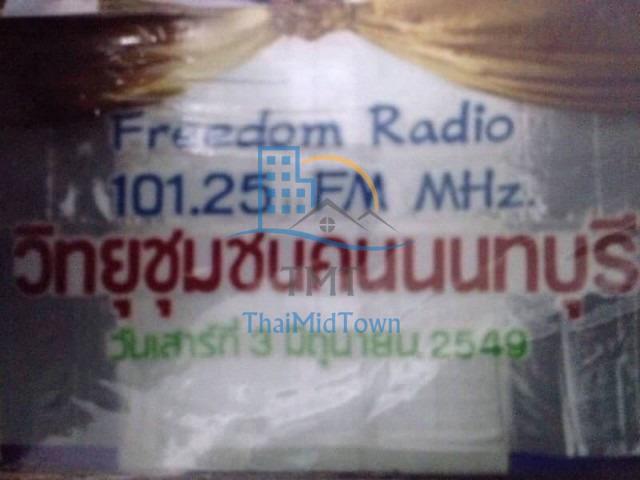 Freedom Radio
101.25 FM MHz.
วิทยุชุมชนคนนนทบุรี
TMT
ThaiMidTown
วันเสาร์ที่ 3 มิถุนายน 2549